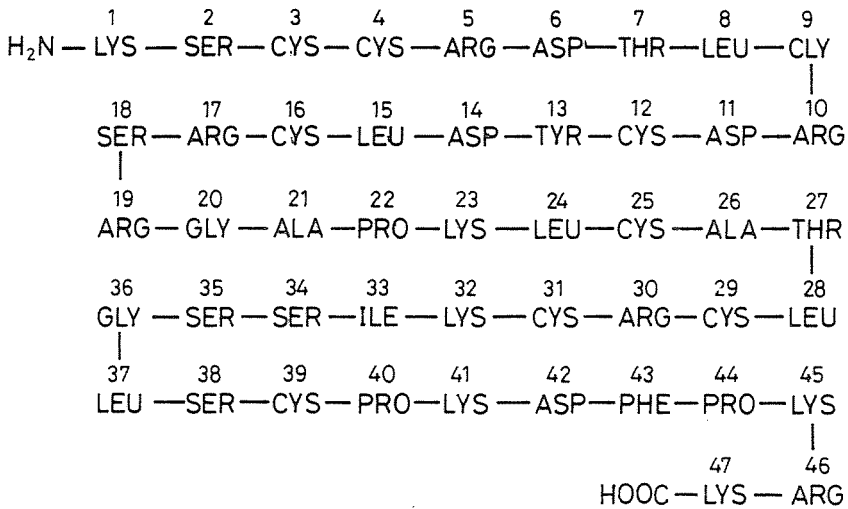 1 2 3 4 5 6 7 8 9
H₂N—LYS—SER—CYS—CYS—ARG—ASP—THR—LEU—CLY
18 17 16 15 14 13 12 11 10
SER—ARG—CYS—LEU—ASP—TYR—CYS—ASP—ARG
19 20 21 22 23 24 25 26 27
ARG—GLY—ALA—PRO—LYS—LEU—CYS—ALA—THR
36 35 34 33 32 31 30 29 28
GLY—SER—SER—ILE—LYS—CYS—ARG—CYS—LEU
37 38 39 40 41 42 43 44 45
LEU—SER—CYS—PRO—LYS—ASP—PHE—PRO—LYS
47 46
HOOC—LYS—ARG